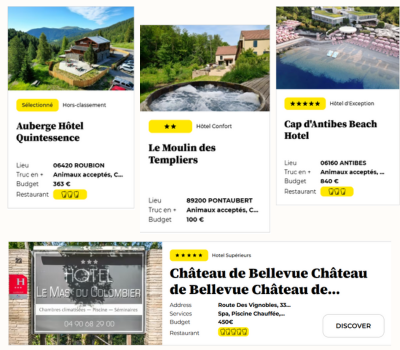 Sélectionné Hors-classement
Auberge Hôtel
Quintessence
Lieu 06420 ROUBION
Truc en + Animaux acceptés, C...
Budget 363 €
Restaurant
Hôtel Confort
Le Moulin des
Templiers
Lieu 89200 PONTAUBERT
Truc en + Animaux acceptés, C...
Budget 100 €
Hôtel d'Exception
Cap d'Antibes Beach
Hotel
Lieu 06160 ANTIBES
Truc en + Animaux acceptés, ...
Budget 840 €
Restaurant
H
HOTEL
LE MAS DU COLOMBIER
Chambres climatisées - Piscine - Séminaires
04 90 68 29 00
Hotel Supérieurs
Château de Bellevue Château
de Bellevue Château de...
Address Route Des Vignobles, 33...
Services Spa, Piscine Chauffée,...
Budget 450€
Restaurant
DISCOVER